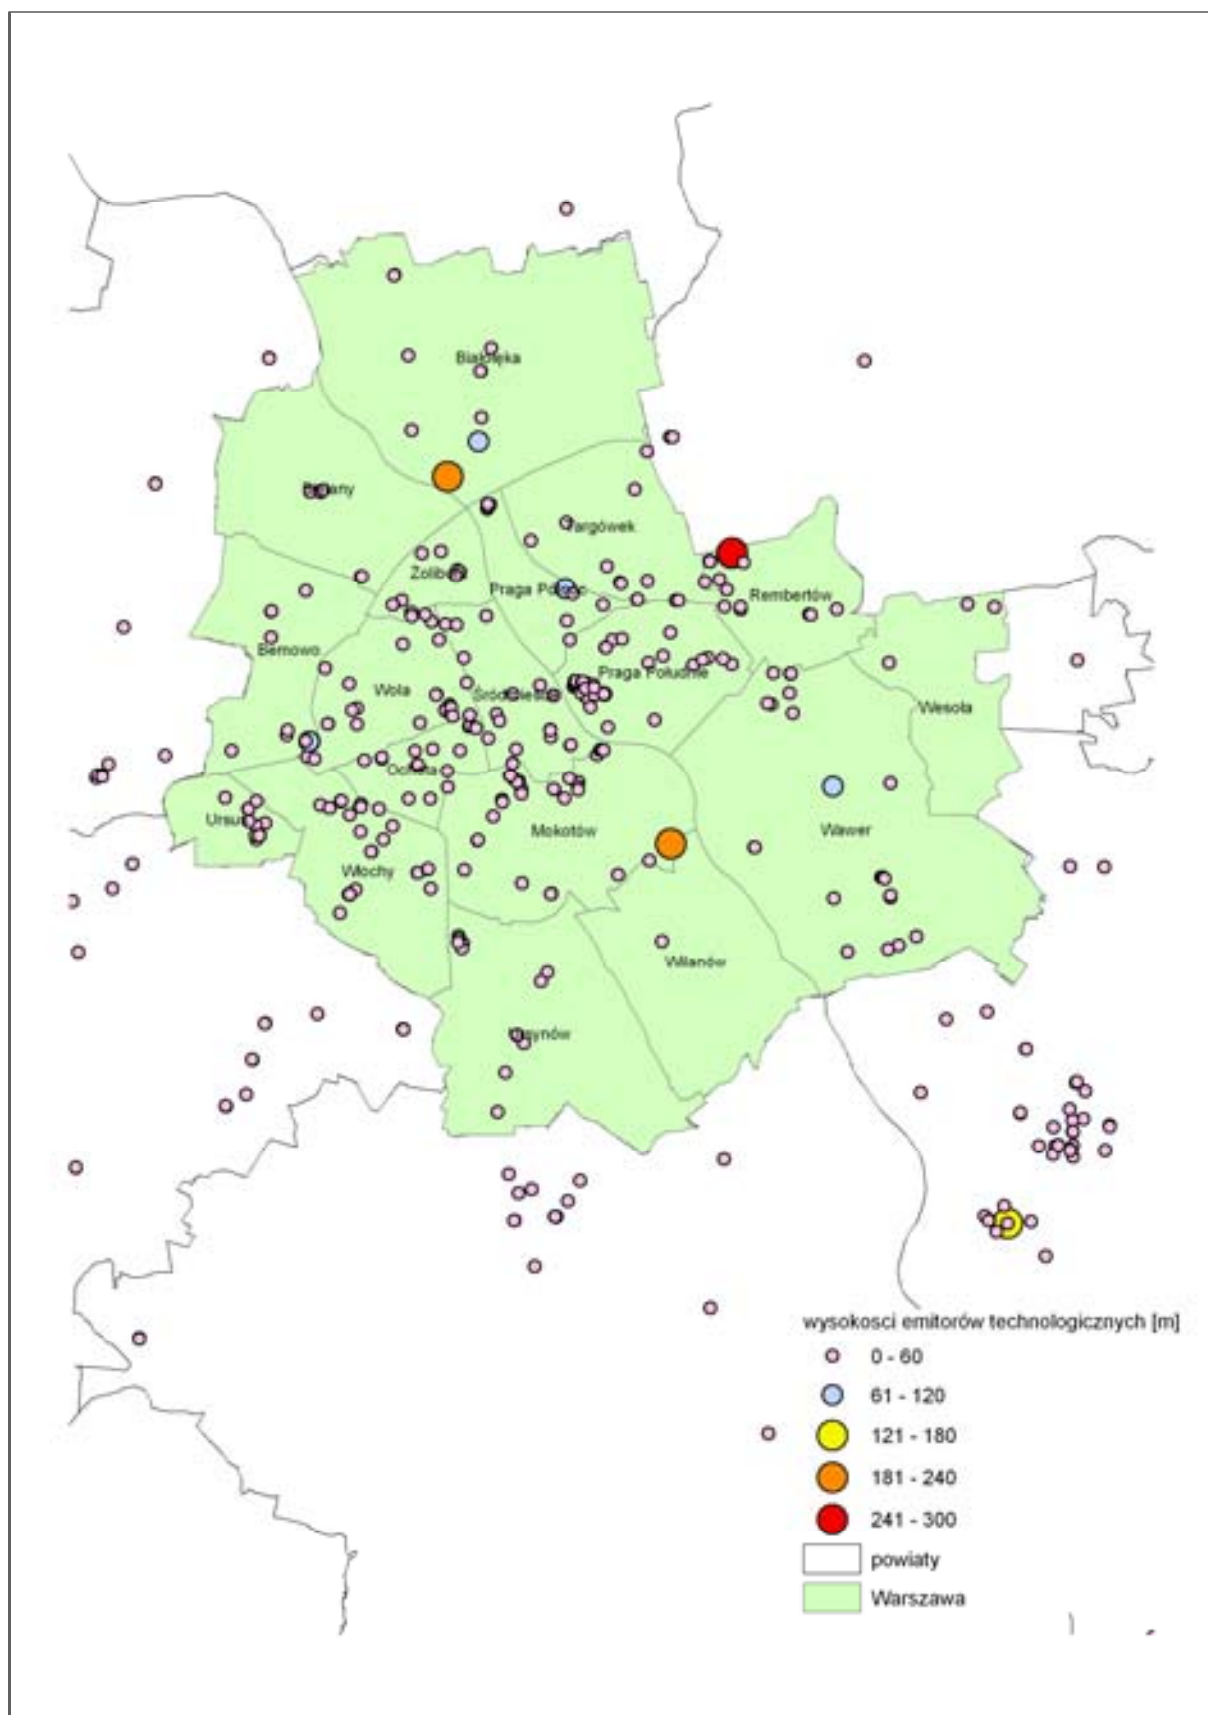 Białołęka
Bielany
Targówek
Żoliborz
Praga Północ
Rembertów
Bemowo
Praga Południe
Wola
Śródmieście
Wesoła
Ochota
Ursus
Mokotów
Wawer
Włochy
Wilanów
Ursynów
wysokosci emitorów technologicznych [m]
0 - 60
61 - 120
121 - 180
181 - 240
241 - 300
powiaty
Warszawa